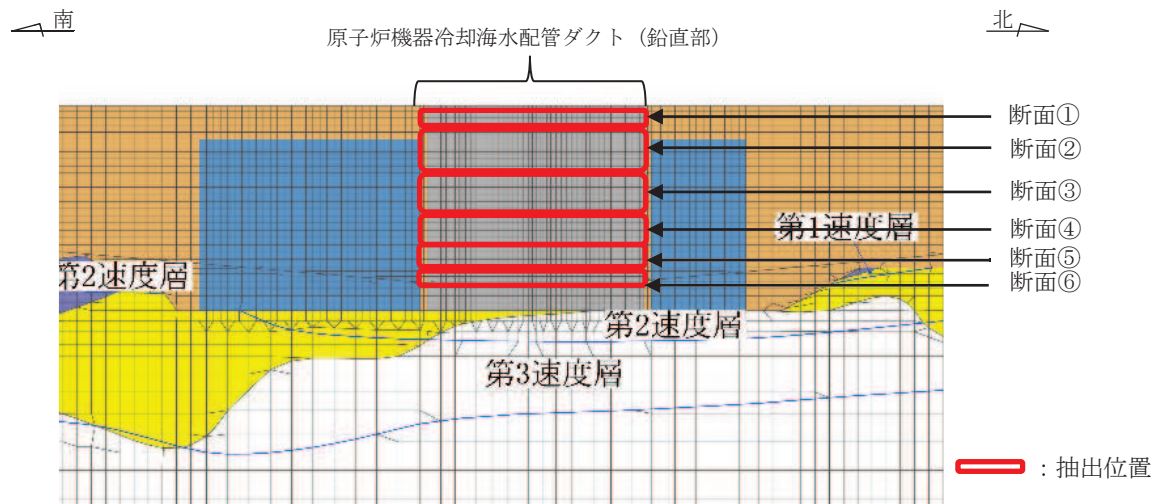 南
北
原子炉機器冷却海水配管ダクト（鉛直部）
断面①
断面②
断面③
断面④
断面⑤
断面⑥
第1速度層
第2速度層
第2速度層
第3速度層
：抽出位置